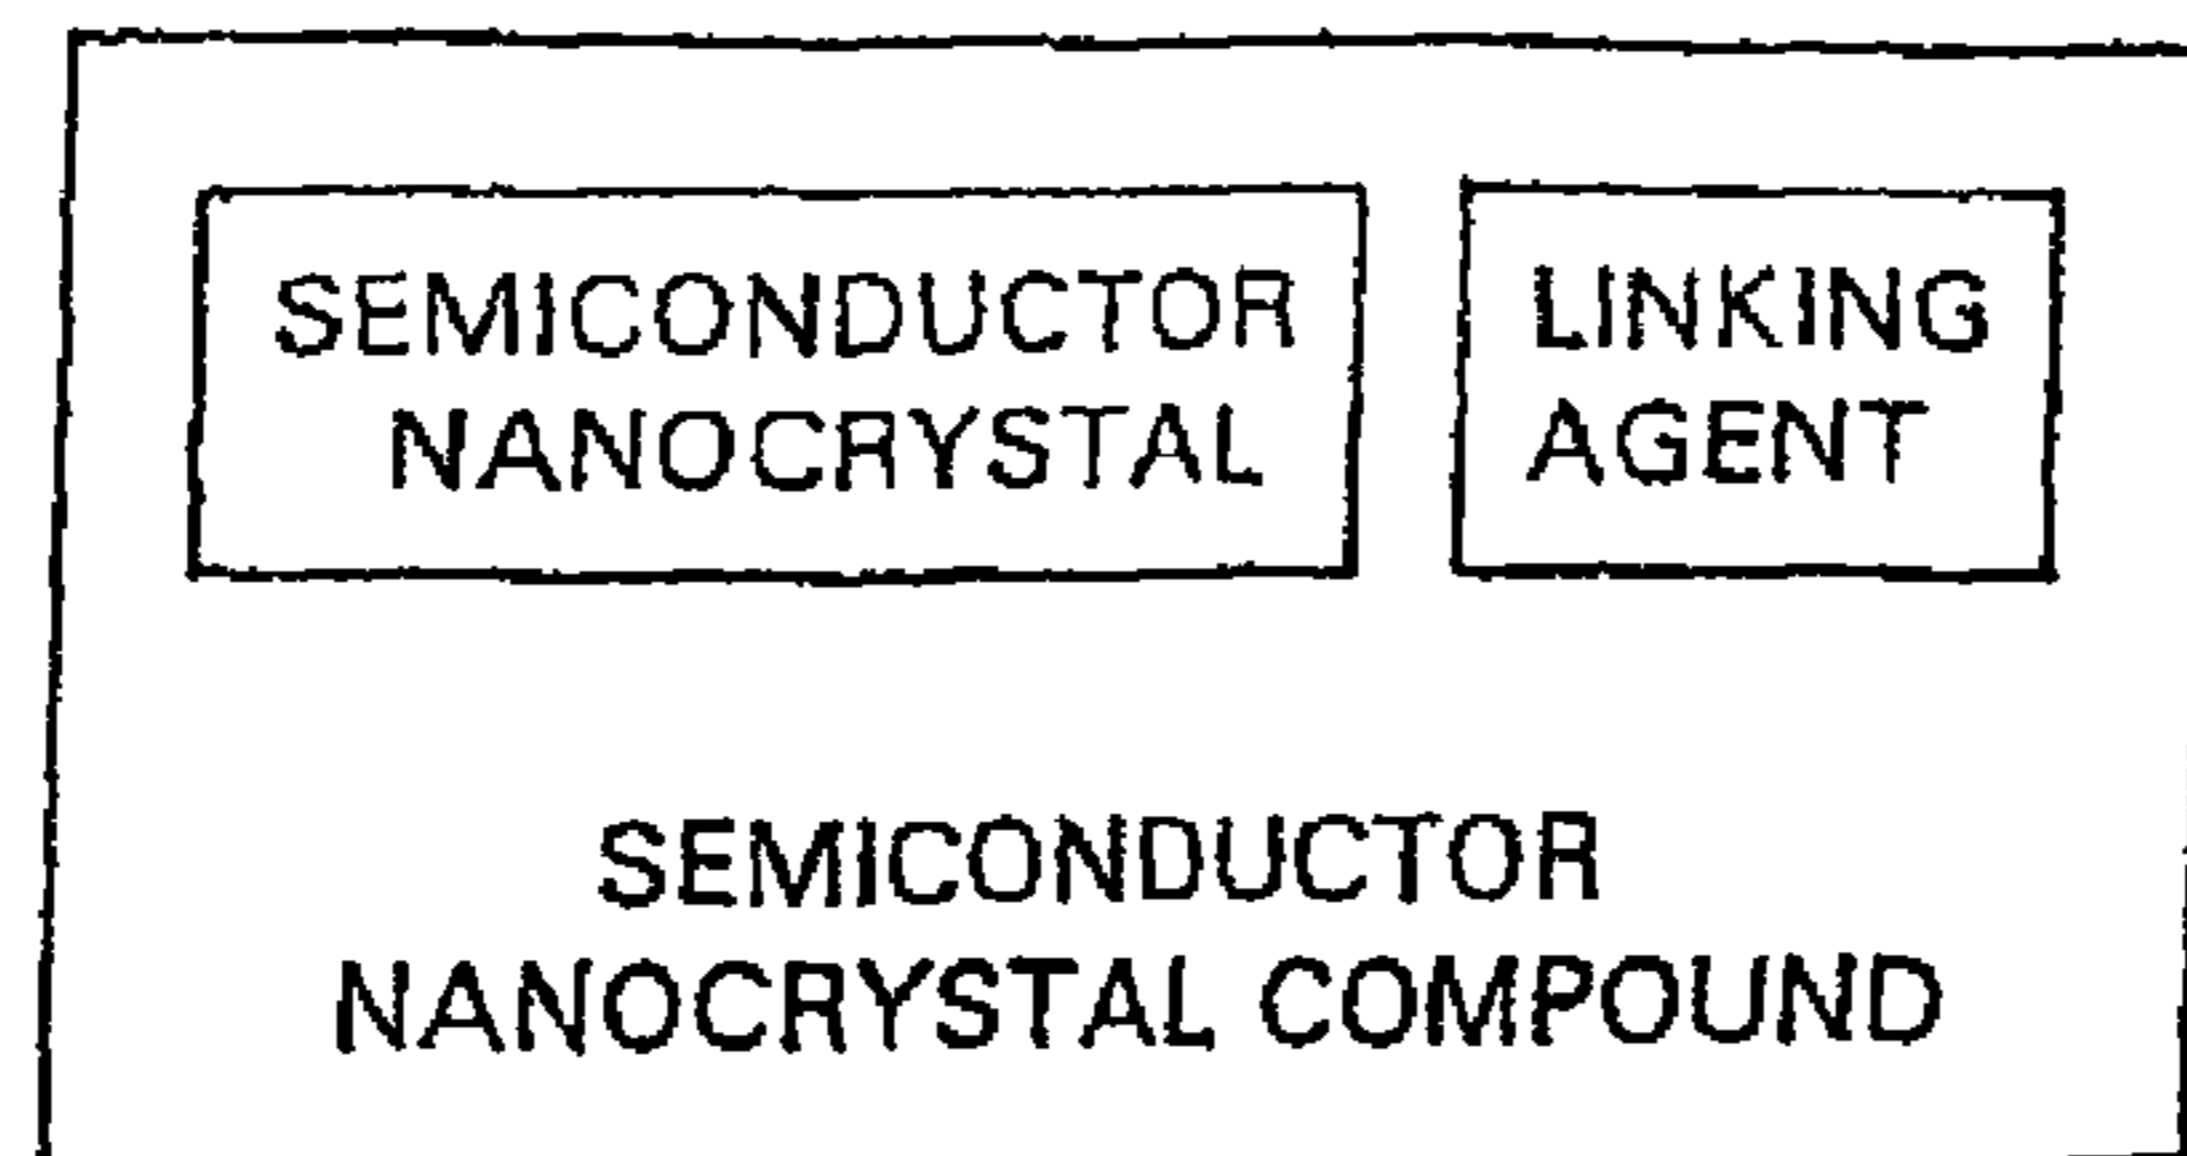 SEMICONDUCTOR
NANOCRYSTAL
LINKING
AGENT
SEMICONDUCTOR
NANOCRYSTAL COMPOUND